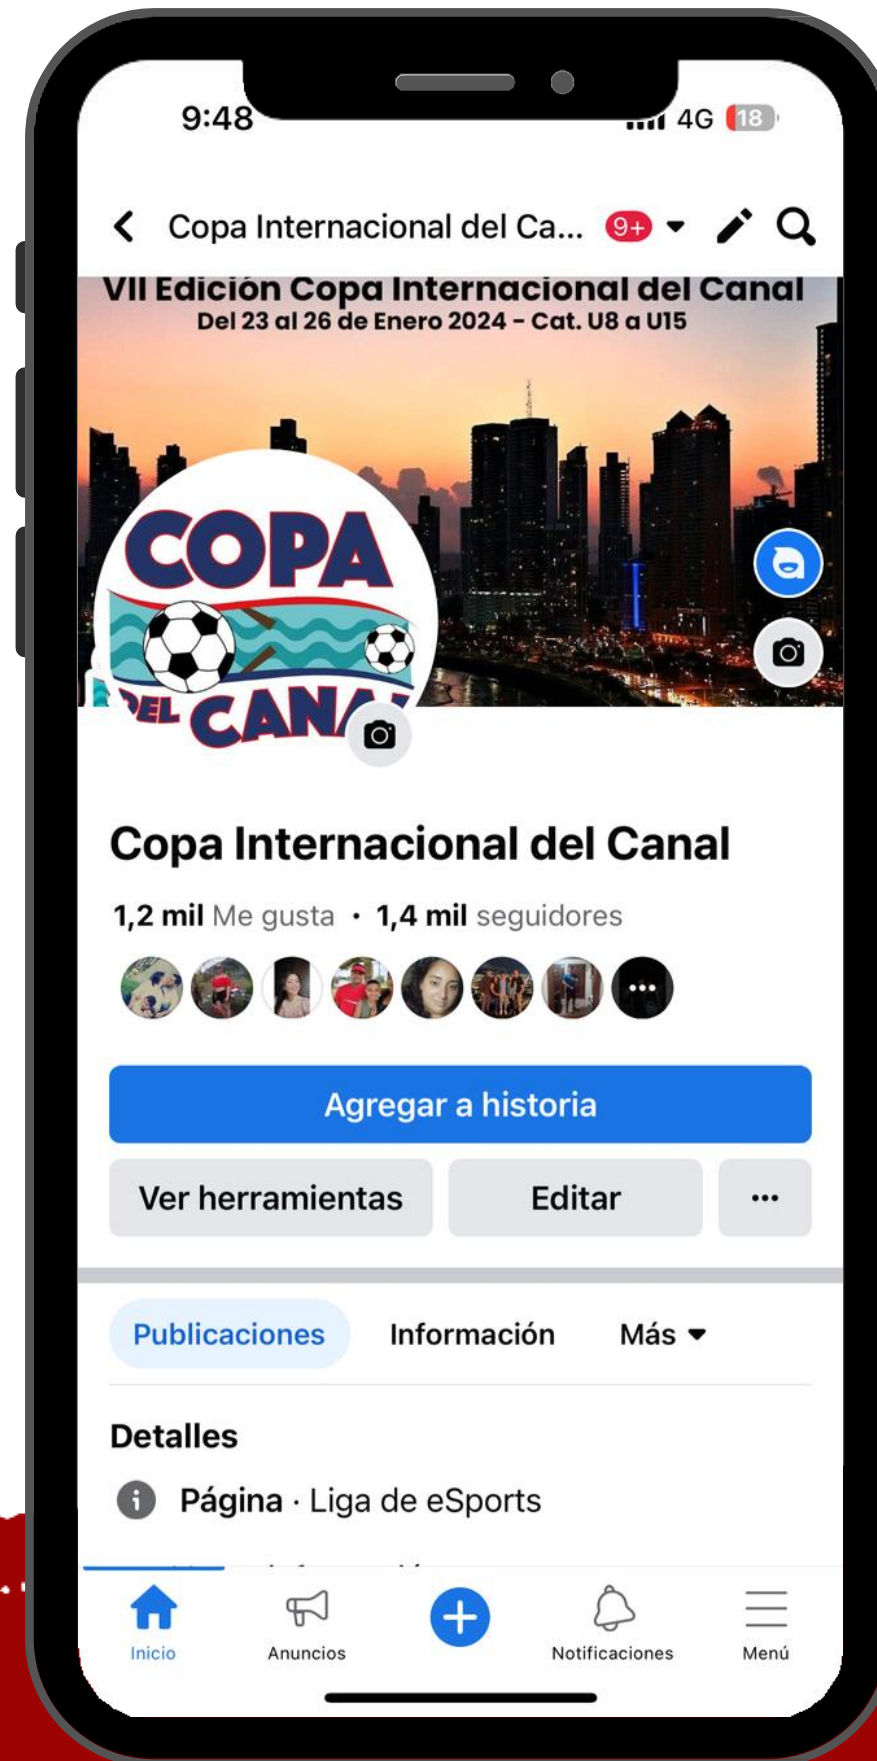 9:48
4G 18
Copa Internacional del Ca... 9+
VII Edición Copa Internacional del Canal
Del 23 al 26 de Enero 2024 - Cat. U8 a U15
COPA
DEL CANAL
Copa Internacional del Canal
1,2 mil Me gusta · 1,4 mil seguidores
Agregar a historia
Ver herramientas
Editar
...
Publicaciones
Información
Más
Detalles
Página · Liga de eSports
Inicio
Anuncios
Notificaciones
Menú